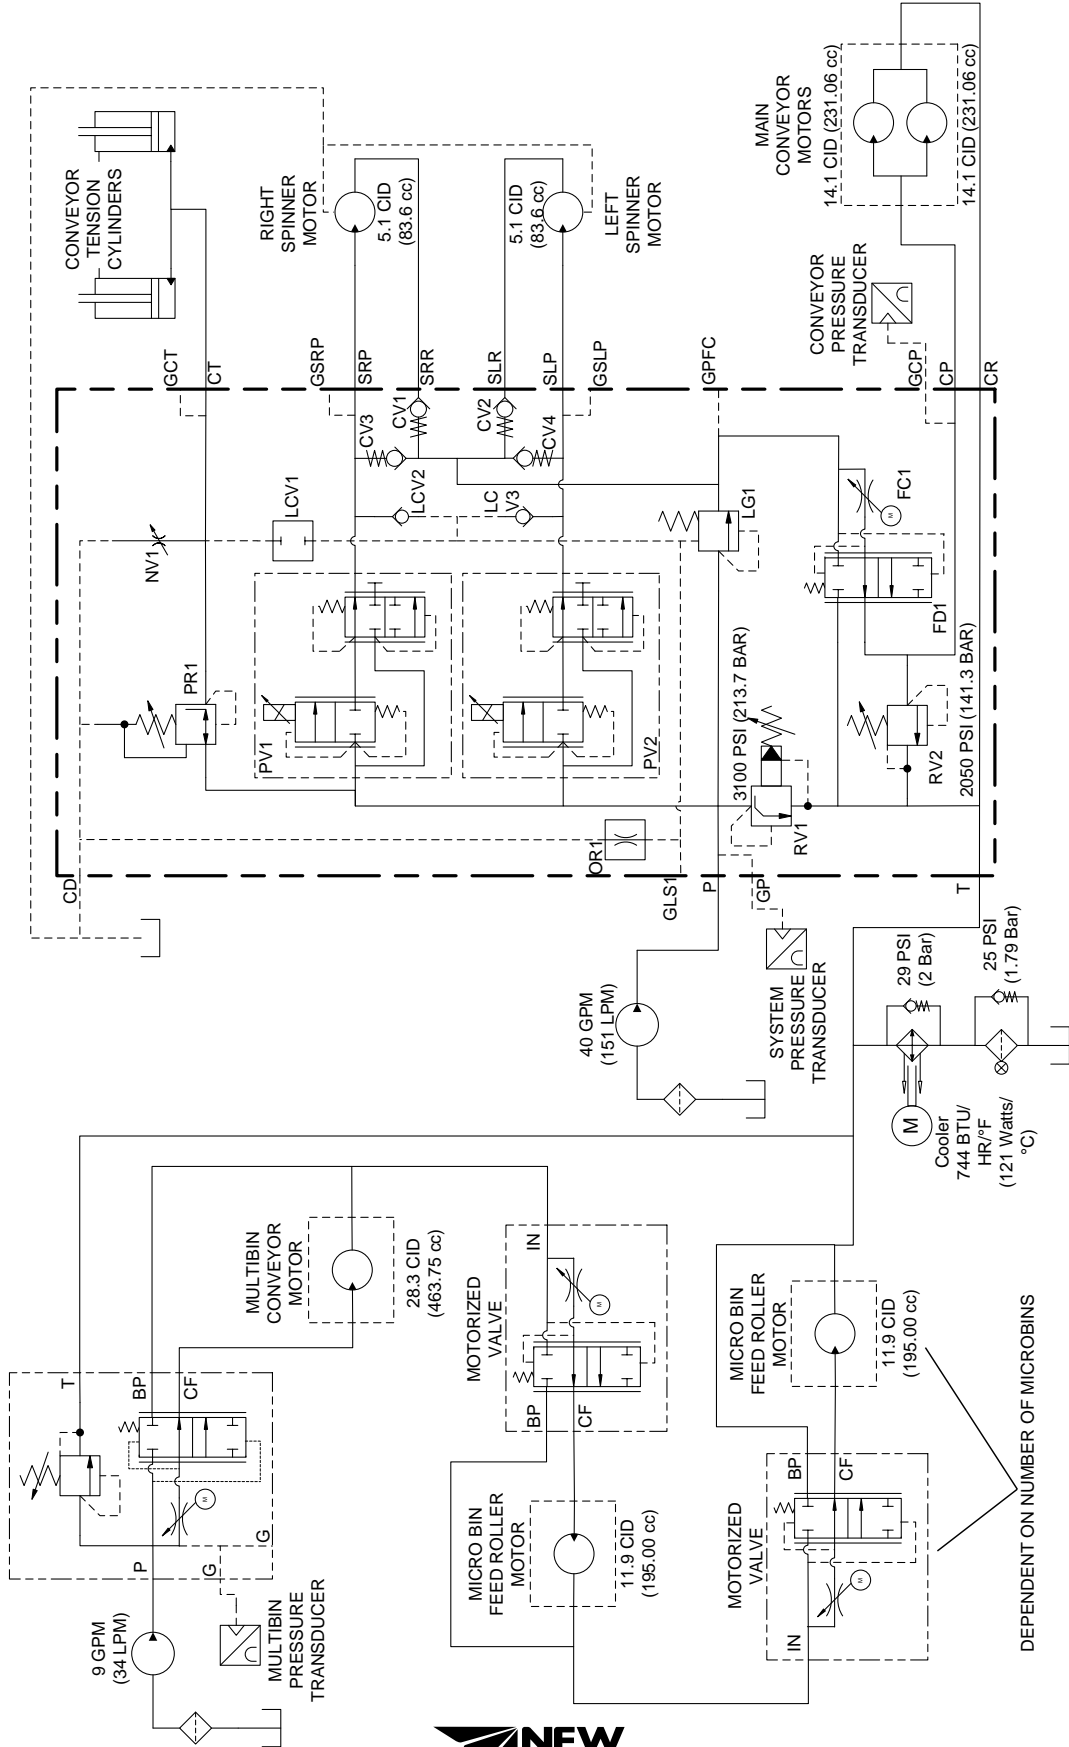 CONVEYOR
TENSION
CYLINDERS
RIGHT
SPINNER
MOTOR
5.1 CID
(83.6 cc)
5.1 CID
(83.6 cc)
LEFT
SPINNER
MOTOR
MAIN
CONVEYOR
MOTORS
14.1 CID (231.06 cc)
14.1 CID (231.06 cc)
CONVEYOR
PRESSURE
TRANSDUCER
GCT
CT
GSRP
SRP
SRR
SLR
SLP
GSLP
GPFC
GCP
CP
CR
CV3
CV1
CV2
CV4
LCV2
LC
V3
LCV1
NV1
LG1
FC1
M
FD1
PR1
PV1
PV2
3100 PSI (213.7 BAR)
RV1
RV2
2050 PSI (141.3 BAR)
OR1
CD
GLS1
P
GP
T
40 GPM
(151 LPM)
SYSTEM
PRESSURE
TRANSDUCER
29 PSI
(2 Bar)
25 PSI
(1.79 Bar)
M
Cooler
744 BTU/
HR/°F
(121 Watts/
°C)
MULTIBIN
CONVEYOR
MOTOR
28.3 CID
(463.75 cc)
T
BP
CF
M
P
G
G
9 GPM
(34 LPM)
MULTIBIN
PRESSURE
TRANSDUCER
MOTORIZED
VALVE
IN
M
BP
CF
MICRO BIN
FEED ROLLER
MOTOR
11.9 CID
(195.00 cc)
MICRO BIN
FEED ROLLER
MOTOR
11.9 CID
(195.00 cc)
MOTORIZED
VALVE
BP
CF
M
IN
DEPENDENT ON NUMBER OF MICROBINS
NEW